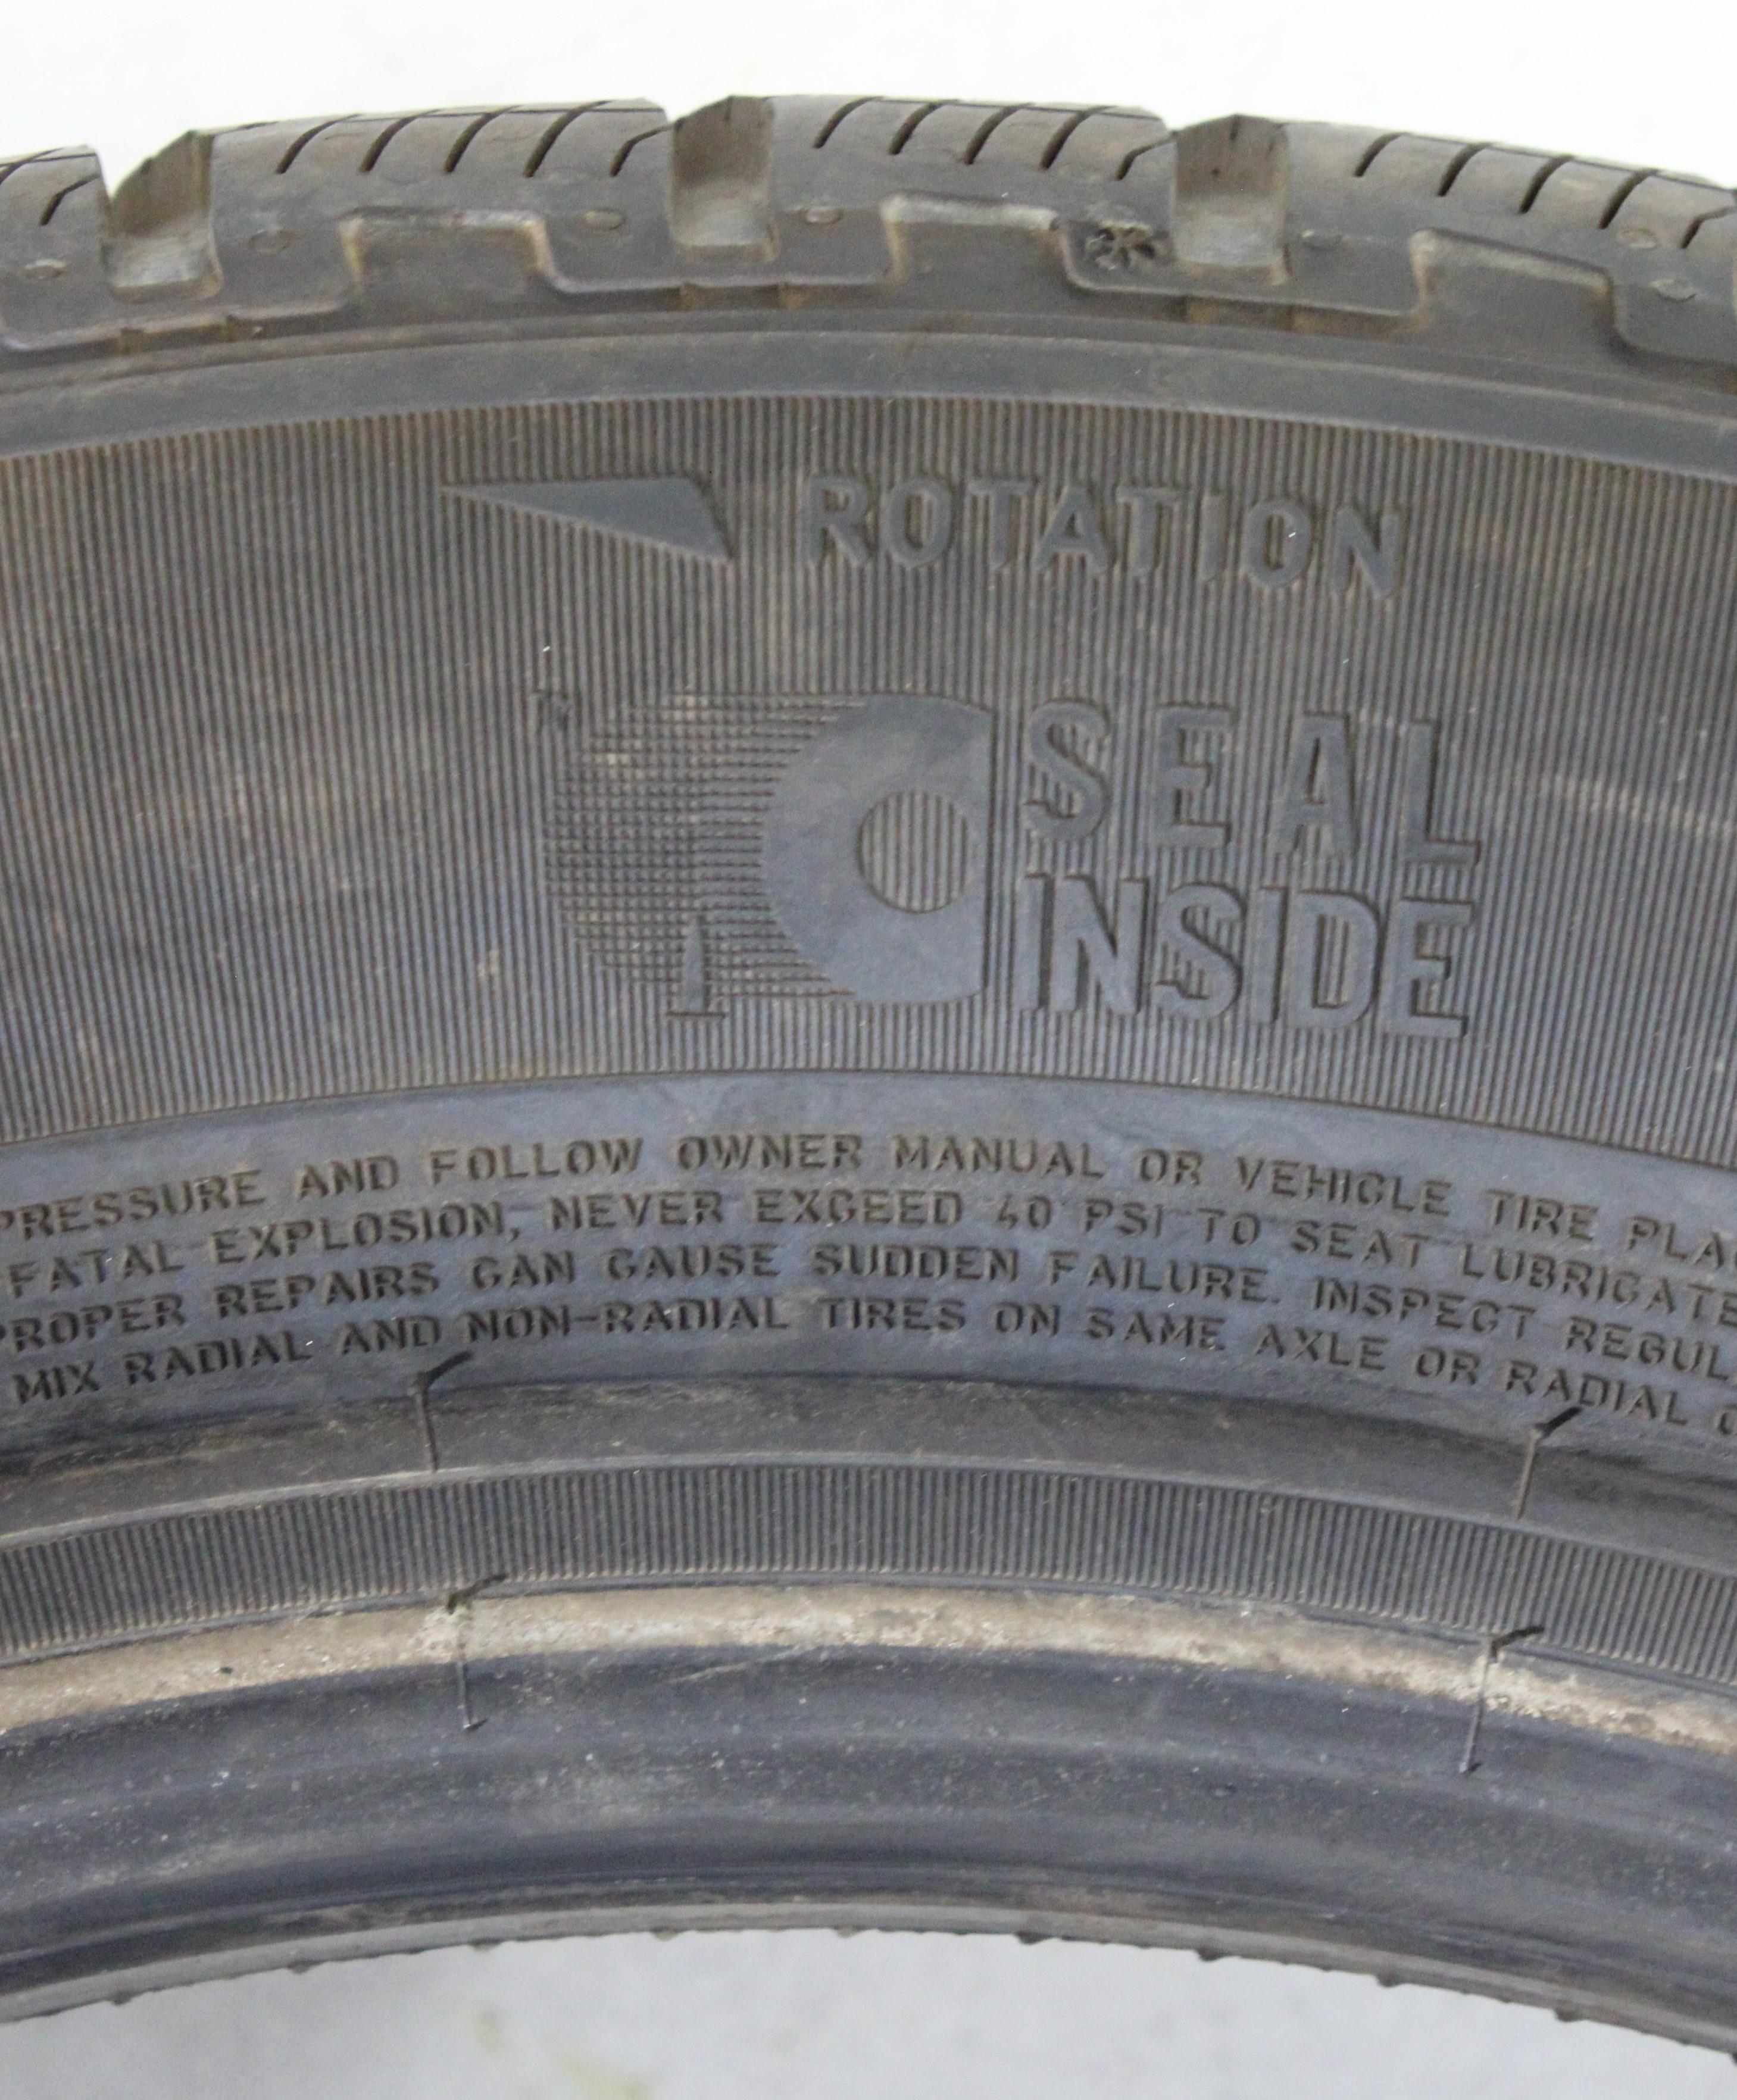 ROTATION
SEAL
INSIDE
PRESSURE AND FOLLOW OWNER MANUAL OR VEHICLE TIRE
FATAL EXPLOSION, NEVER EXCEED 40 PSI TO SEAT
PROPER REPAIRS CAN CAUSE SUDDEN FAILURE. INSPECT
MIX RADIAL AND NON-RADIAL TIRES ON SAME AXLE OR RADIAL